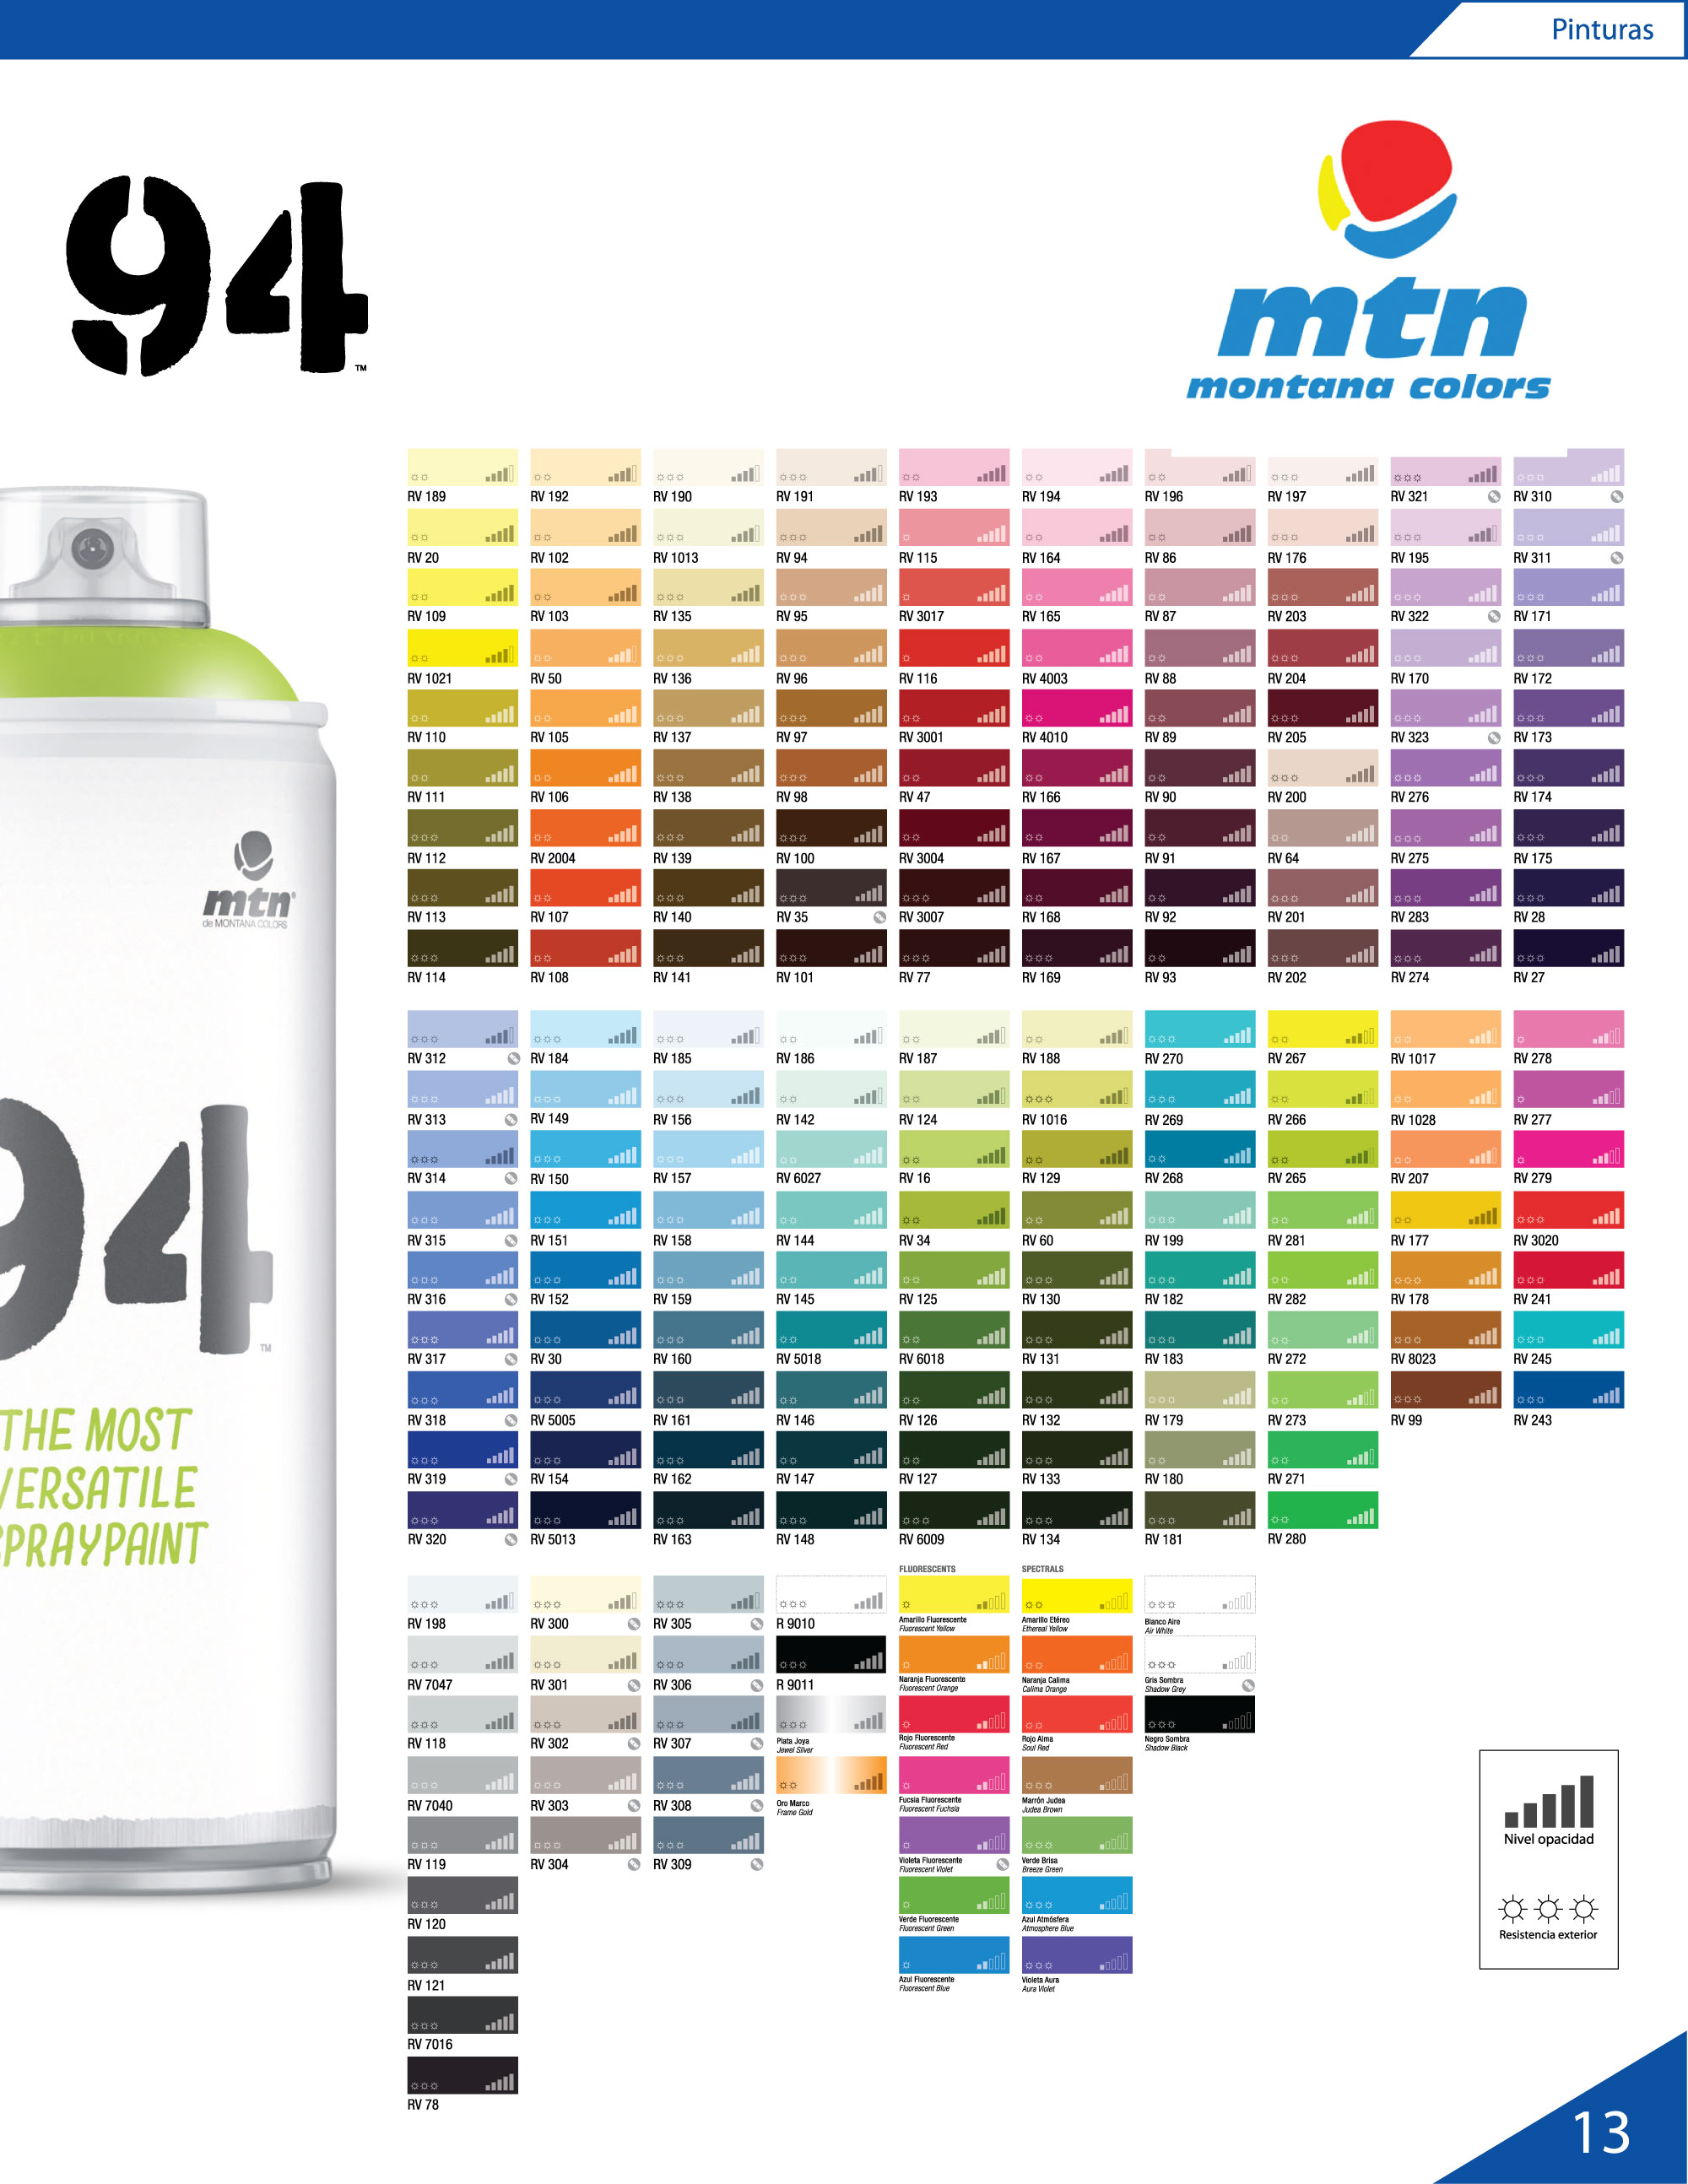 Pinturas
94
TM
mtn
montana colors
RV 189 RV 192 RV 190 RV 191 RV 193 RV 194 RV 196 RV 197 RV 321 RV 310
RV 20 RV 102 RV 1013 RV 94 RV 115 RV 164 RV 86 RV 176 RV 195 RV 311
RV 109 RV 103 RV 135 RV 95 RV 3017 RV 165 RV 87 RV 203 RV 322 RV 171
RV 1021 RV 50 RV 136 RV 96 RV 116 RV 4003 RV 88 RV 204 RV 170 RV 172
RV 110 RV 105 RV 137 RV 97 RV 3001 RV 4010 RV 89 RV 205 RV 323 RV 173
RV 111 RV 106 RV 138 RV 98 RV 47 RV 166 RV 90 RV 200 RV 276 RV 174
RV 112 RV 2004 RV 139 RV 100 RV 3004 RV 167 RV 91 RV 64 RV 275 RV 175
RV 113 RV 107 RV 140 RV 35 RV 3007 RV 168 RV 92 RV 201 RV 283 RV 28
RV 114 RV 108 RV 141 RV 101 RV 77 RV 169 RV 93 RV 202 RV 274 RV 27
mtn®
de MONTANA COLORS
94
TM
THE MOST
VERSATILE
SPRAYPAINT
RV 312 RV 184 RV 185 RV 186 RV 187 RV 188 RV 270 RV 267 RV 1017 RV 278
RV 313 RV 149 RV 156 RV 142 RV 124 RV 1016 RV 269 RV 266 RV 1028 RV 277
RV 314 RV 150 RV 157 RV 6027 RV 16 RV 129 RV 268 RV 265 RV 207 RV 279
RV 315 RV 151 RV 158 RV 144 RV 34 RV 60 RV 199 RV 281 RV 177 RV 3020
RV 316 RV 152 RV 159 RV 145 RV 125 RV 130 RV 182 RV 282 RV 178 RV 241
RV 317 RV 30 RV 160 RV 5018 RV 6018 RV 131 RV 183 RV 272 RV 8023 RV 245
RV 318 RV 5005 RV 161 RV 146 RV 126 RV 132 RV 179 RV 273 RV 99 RV 243
RV 319 RV 154 RV 162 RV 147 RV 127 RV 133 RV 180 RV 271
RV 320 RV 5013 RV 163 RV 148 RV 6009 RV 134 RV 181 RV 280
FLUORESCENTS SPECTRALS
RV 198 RV 300 RV 305 R 9010 Amarillo Fluorescente Amarillo Etéreo Blanco Aire
Fluorescent Yellow Ethereal Yellow Air White
RV 7047 RV 301 RV 306 R 9011 Naranja Fluorescente Naranja Calima Gris Sombra
Fluorescent Orange Calima Orange Shadow Grey
RV 118 RV 302 RV 307 Plata Joya Rojo Fluorescente Rojo Alma Negro Sombra
Jewel Silver Fluorescent Red Soul Red Shadow Black
RV 7040 RV 303 RV 308 Oro Marco Fucsia Fluorescente Marrón Judea
Frame Gold Fluorescent Fuchsia Judea Brown
RV 119 RV 304 RV 309 Violeta Fluorescente Verde Brisa
Fluorescent Violet Breeze Green
RV 120 Verde Fluorescente Azul Atmósfera
Fluorescent Green Atmosphere Blue
RV 121 Azul Fluorescente Violeta Aura
Fluorescent Blue Aura Violet
RV 7016
RV 78
Nivel opacidad
Resistencia exterior
13